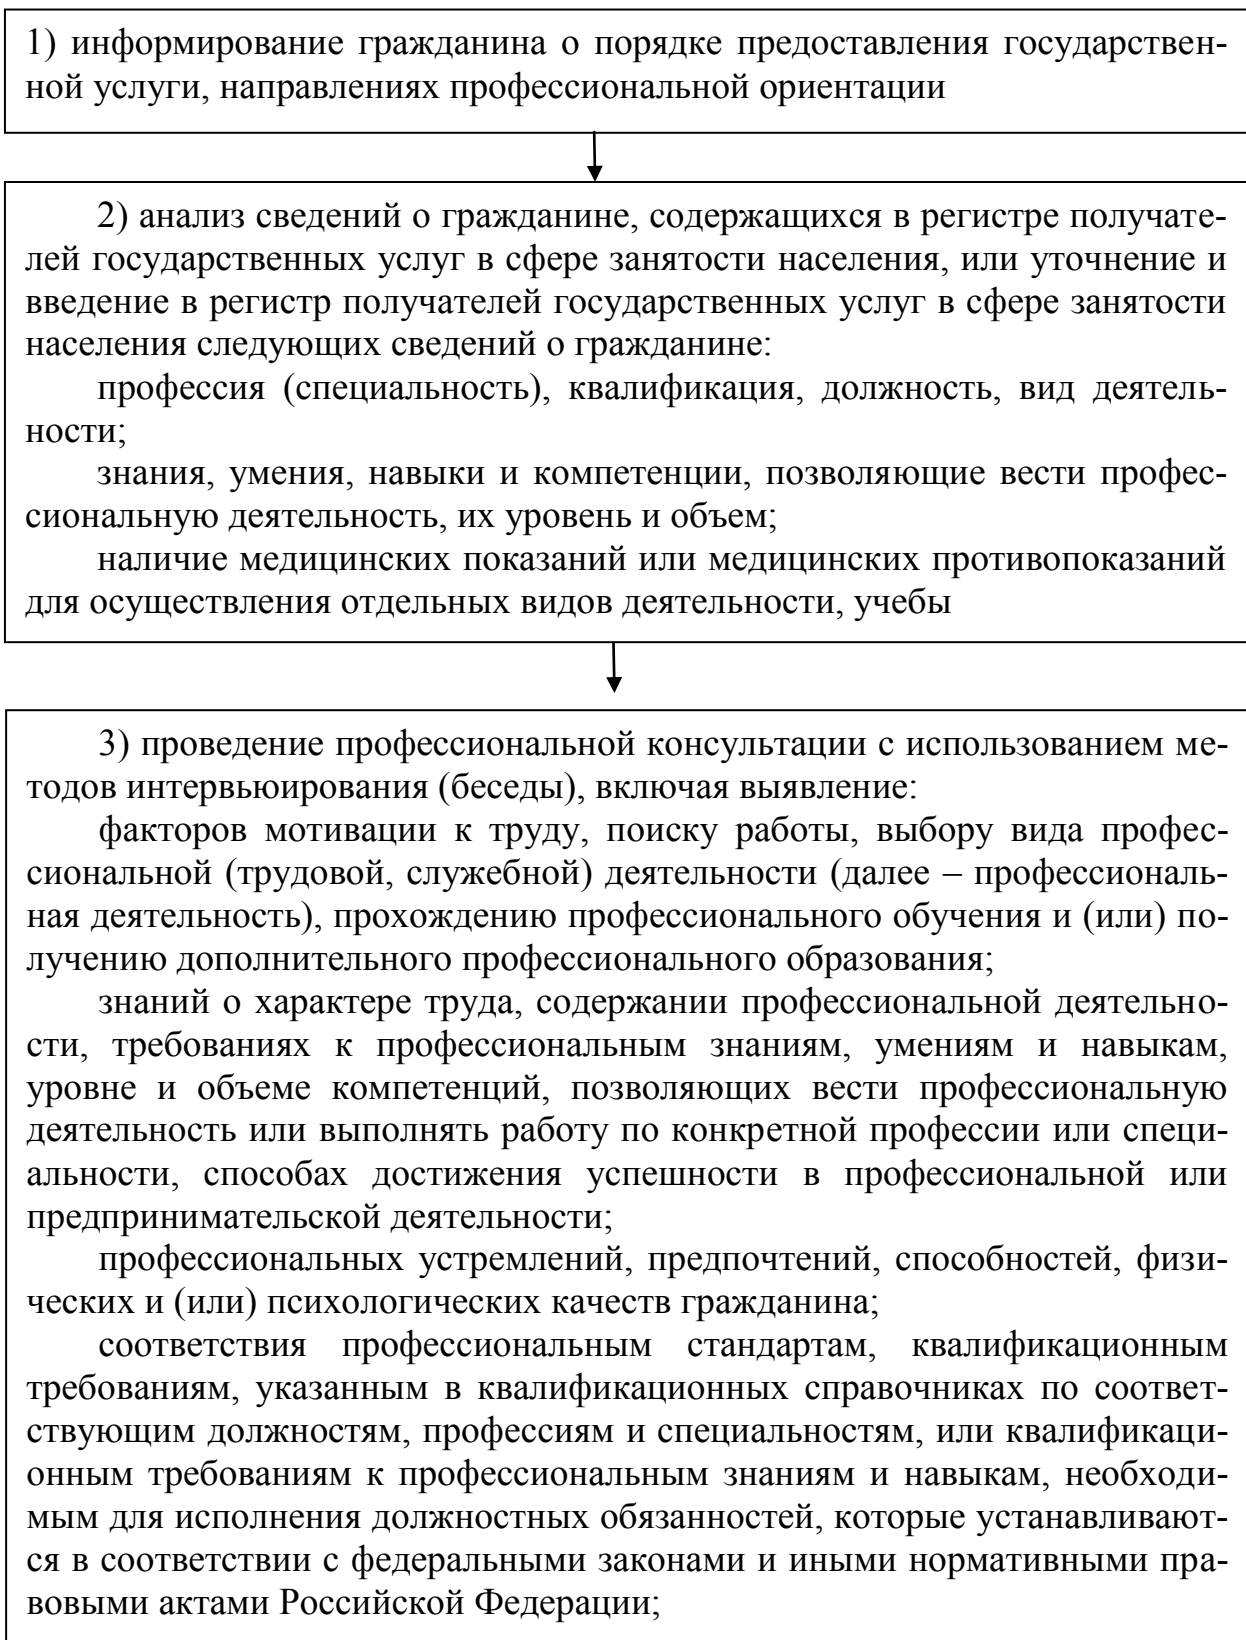 1) информирование гражданина о порядке предоставления государствен-
ной услуги, направлениях профессиональной ориентации
2) анализ сведений о гражданине, содержащихся в регистре получате-
лей государственных услуг в сфере занятости населения, или уточнение и
введение в регистр получателей государственных услуг в сфере занятости
населения следующих сведений о гражданине:
профессия (специальность), квалификация, должность, вид деятель-
ности;
знания, умения, навыки и компетенции, позволяющие вести профес-
сиональную деятельность, их уровень и объем;
наличие медицинских показаний или медицинских противопоказаний
для осуществления отдельных видов деятельности, учебы
3) проведение профессиональной консультации с использованием ме-
тодов интервьюирования (беседы), включая выявление:
факторов мотивации к труду, поиску работы, выбору вида профес-
сиональной (трудовой, служебной) деятельности (далее – профессиональ-
ная деятельность), прохождению профессионального обучения и (или) по-
лучению дополнительного профессионального образования;
знаний о характере труда, содержании профессиональной деятельно-
сти, требованиях к профессиональным знаниям, умениям и навыкам,
уровне и объеме компетенций, позволяющих вести профессиональную
деятельность или выполнять работу по конкретной профессии или специ-
альности, способах достижения успешности в профессиональной или
предпринимательской деятельности;
профессиональных устремлений, предпочтений, способностей, физи-
ческих и (или) психологических качеств гражданина;
соответствия профессиональным стандартам, квалификационным
требованиям, указанным в квалификационных справочниках по соответ-
ствующим должностям, профессиям и специальностям, или квалификаци-
онным требованиям к профессиональным знаниям и навыкам, необходи-
мым для исполнения должностных обязанностей, которые устанавливают-
ся в соответствии с федеральными законами и иными нормативными пра-
вовыми актами Российской Федерации;